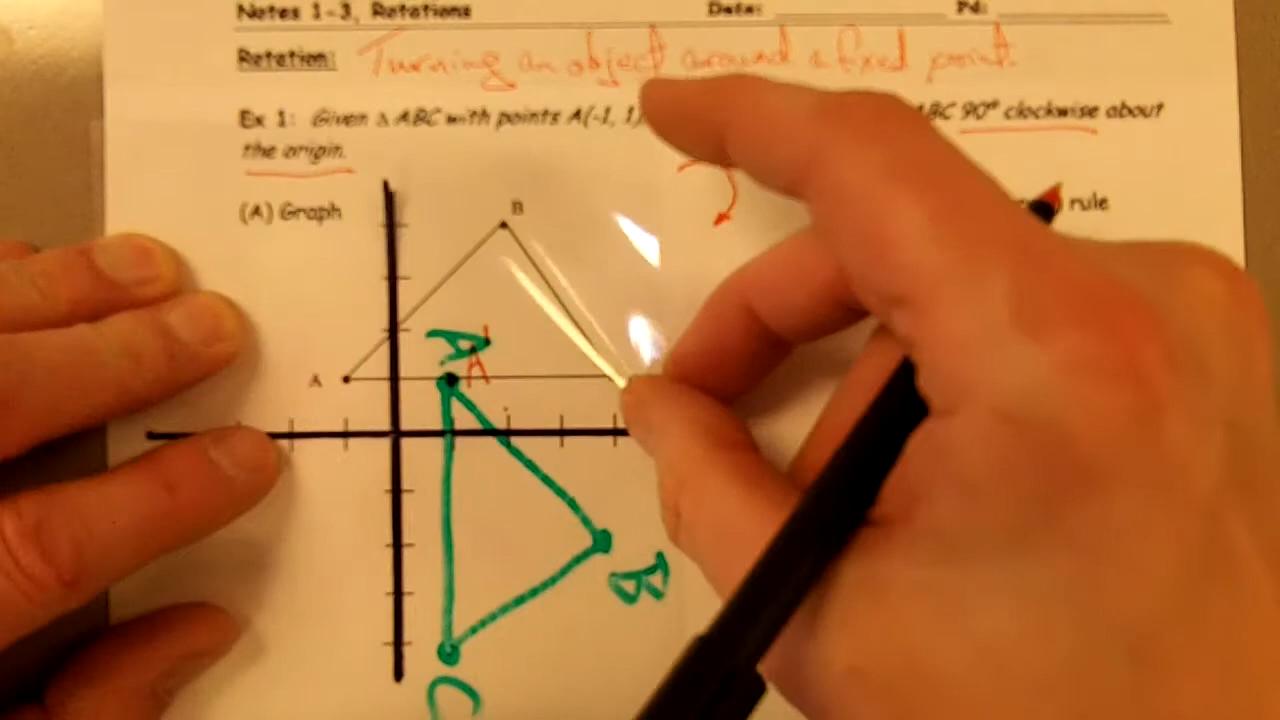 Notes 1-3, Rotations Date: Pd:
Rotation: Turning an object around a fixed point.
Ex 1: Given Δ ABC with points A(-1, 1) ABC 90° clockwise about
the origin.
(A) Graph rule
B
A
A'
A
B
C